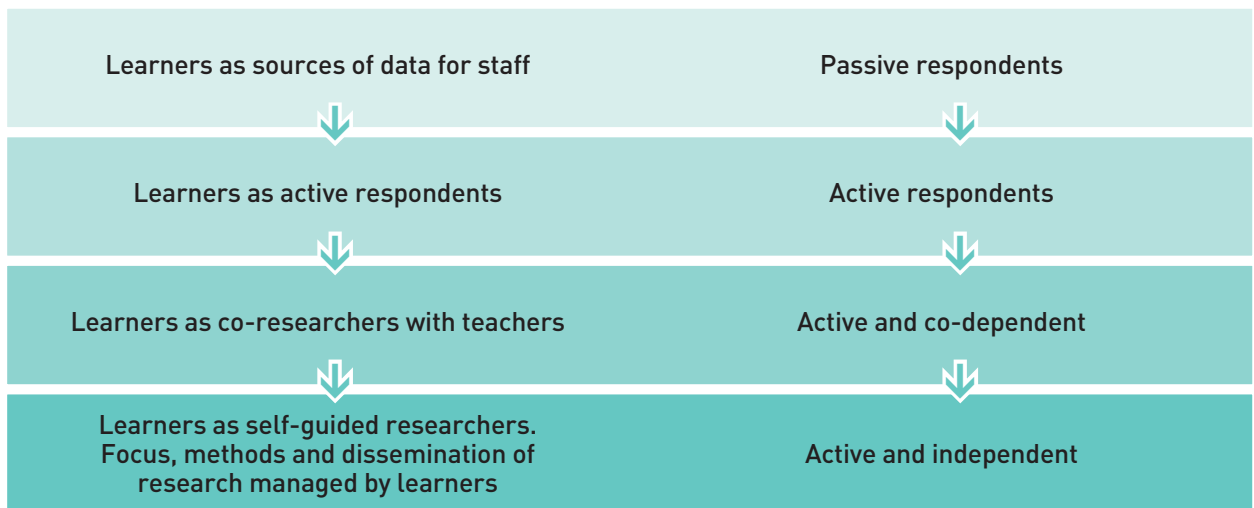 Learners as sources of data for staff
Passive respondents
Learners as active respondents
Active respondents
Learners as co-researchers with teachers
Active and co-dependent
Learners as self-guided researchers.
Focus, methods and dissemination of
research managed by learners
Active and independent